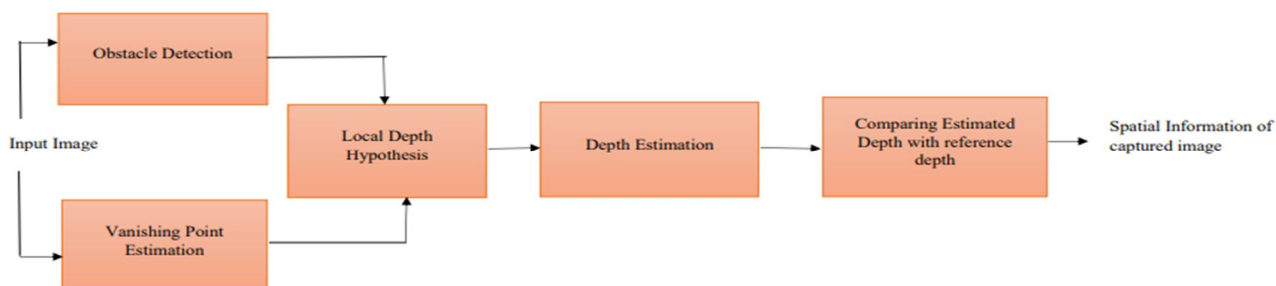 Obstacle Detection
Input Image
Vanishing Point
Estimation
Local Depth
Hypothesis
Depth Estimation
Comparing Estimated
Depth with reference
depth
Spatial Information of
captured image